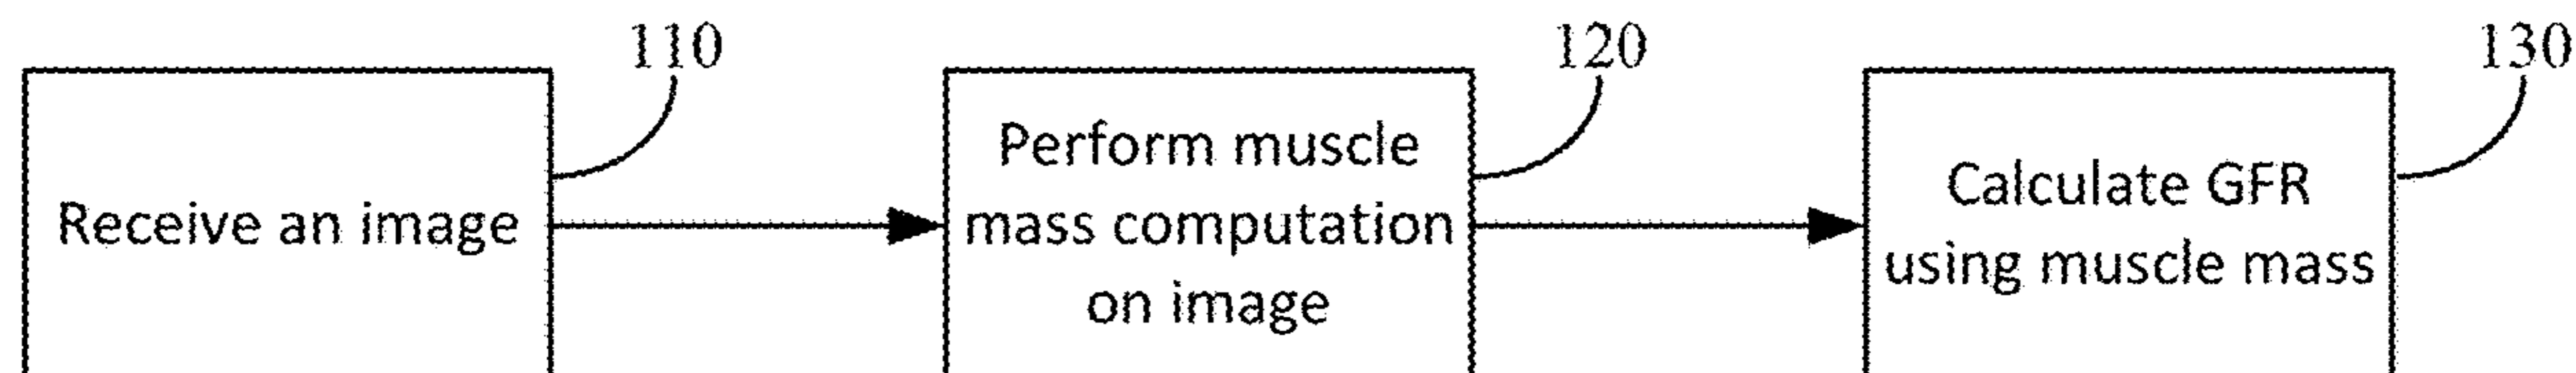 110
120
130
Receive an image
Perform muscle
mass computation
on image
Calculate GFR
using muscle mass